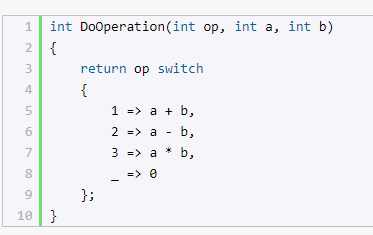 1 int DoOperation(int op, int a, int b)
2 {
3     return op switch
4     {
5         1 => a + b,
6         2 => a - b,
7         3 => a * b,
8         _ => 0
9     };
10 }